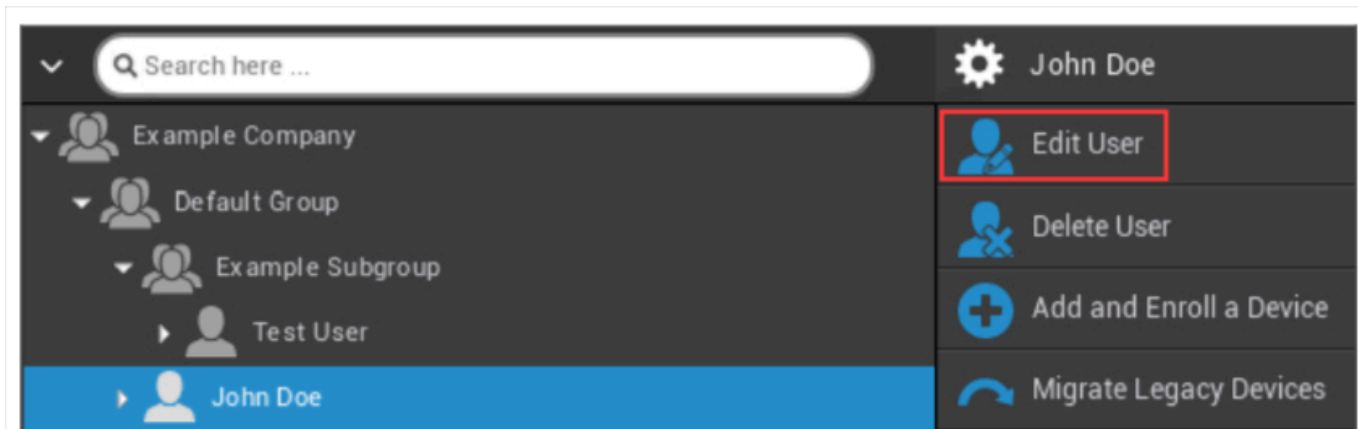 Search here ...
John Doe
Example Company
Edit User
Default Group
Delete User
Example Subgroup
Add and Enroll a Device
Test User
John Doe
Migrate Legacy Devices